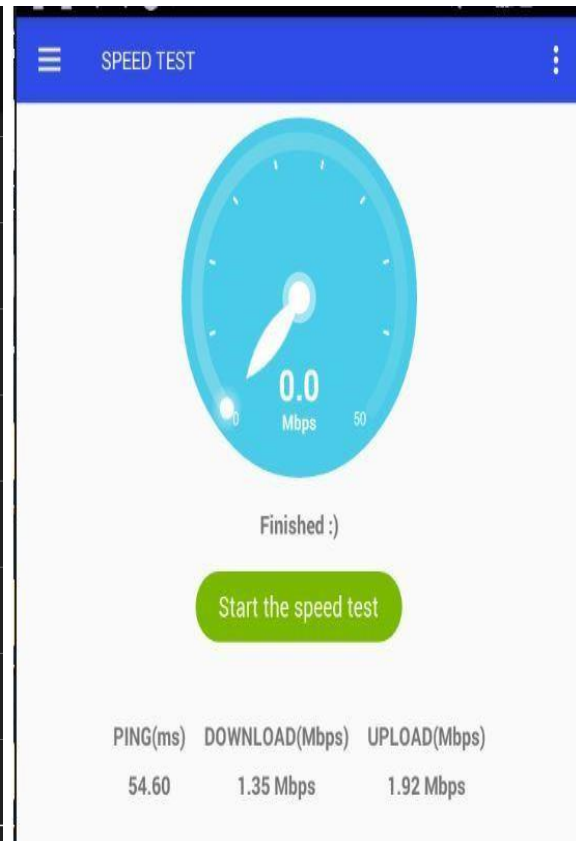 SPEED TEST
0.0
0 Mbps 50
Finished :)
Start the speed test
PING(ms) DOWNLOAD(Mbps) UPLOAD(Mbps)
54.60 1.35 Mbps 1.92 Mbps